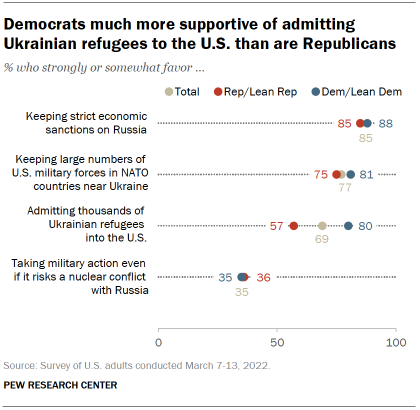 Democrats much more supportive of admitting
Ukrainian refugees to the U.S. than are Republicans
% who strongly or somewhat favor ...
Total Rep/Lean Rep Dem/Lean Dem
Keeping strict economic
sanctions on Russia
85 88
85
Keeping large numbers of
U.S. military forces in NATO
countries near Ukraine
75 81
77
Admitting thousands of
Ukrainian refugees
into the U.S.
57 80
69
Taking military action even
if it risks a nuclear conflict
with Russia
35 36
35
0 50 100
Source: Survey of U.S. adults conducted March 7-13, 2022.
PEW RESEARCH CENTER